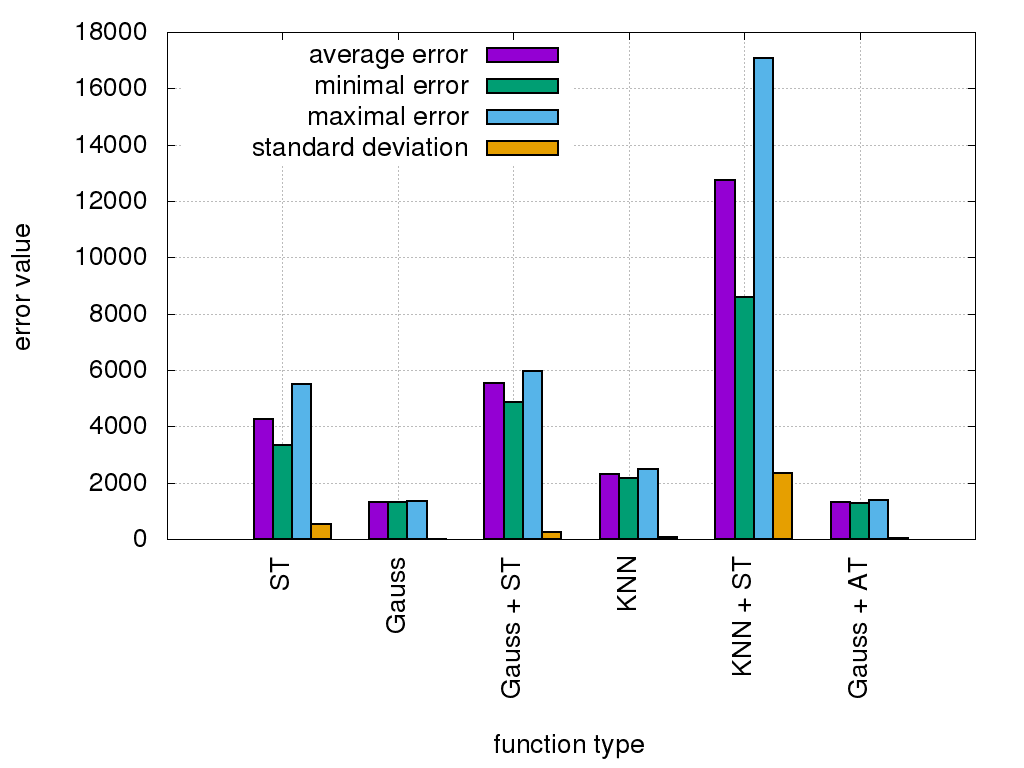 18000
16000
14000
12000
10000
8000
6000
4000
2000
0
error value
average error
minimal error
maximal error
standard deviation
ST
Gauss
Gauss + ST
KNN
KNN + ST
Gauss + AT
function type